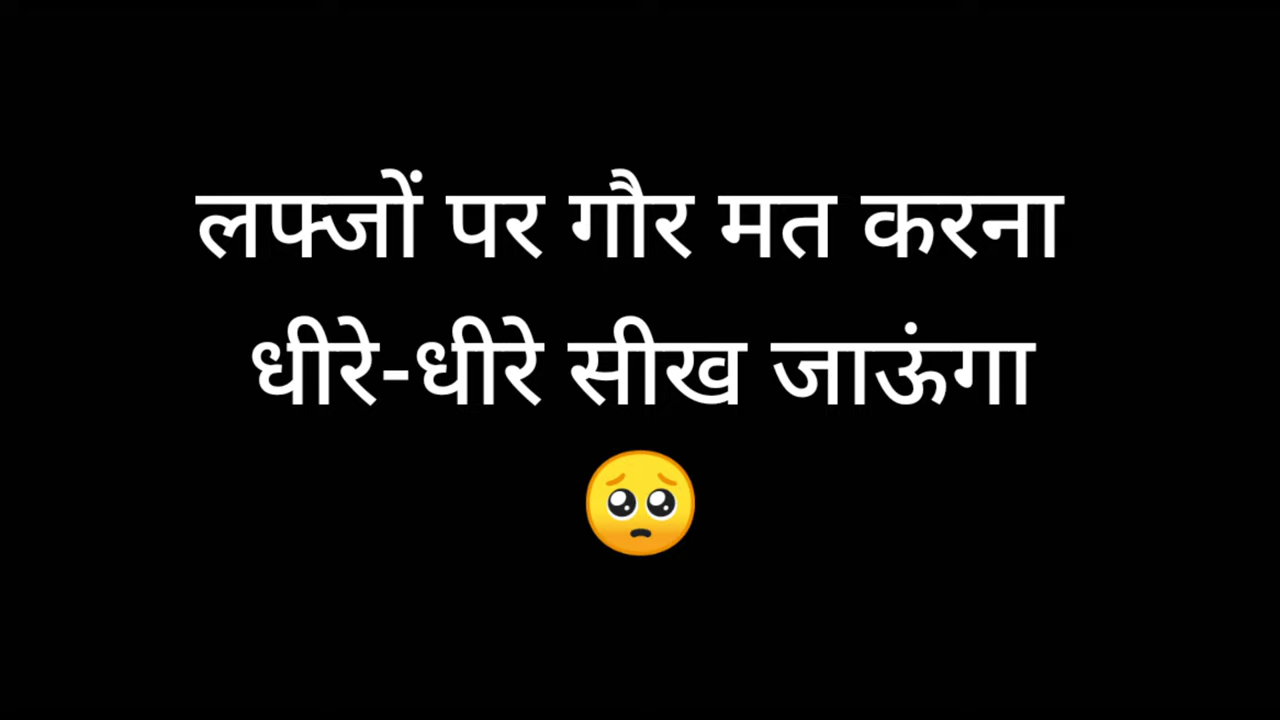 लफ्जों पर गौर मत करना
धीरे-धीरे सीख जाऊंगा
🥺